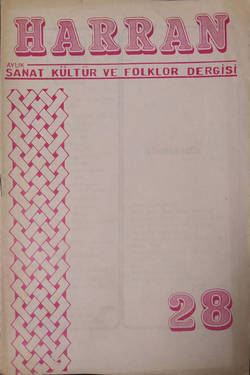 HARRAN
AYLIK
SANAT KÜLTÜR VE FOLKLOR DERGİSİ
28